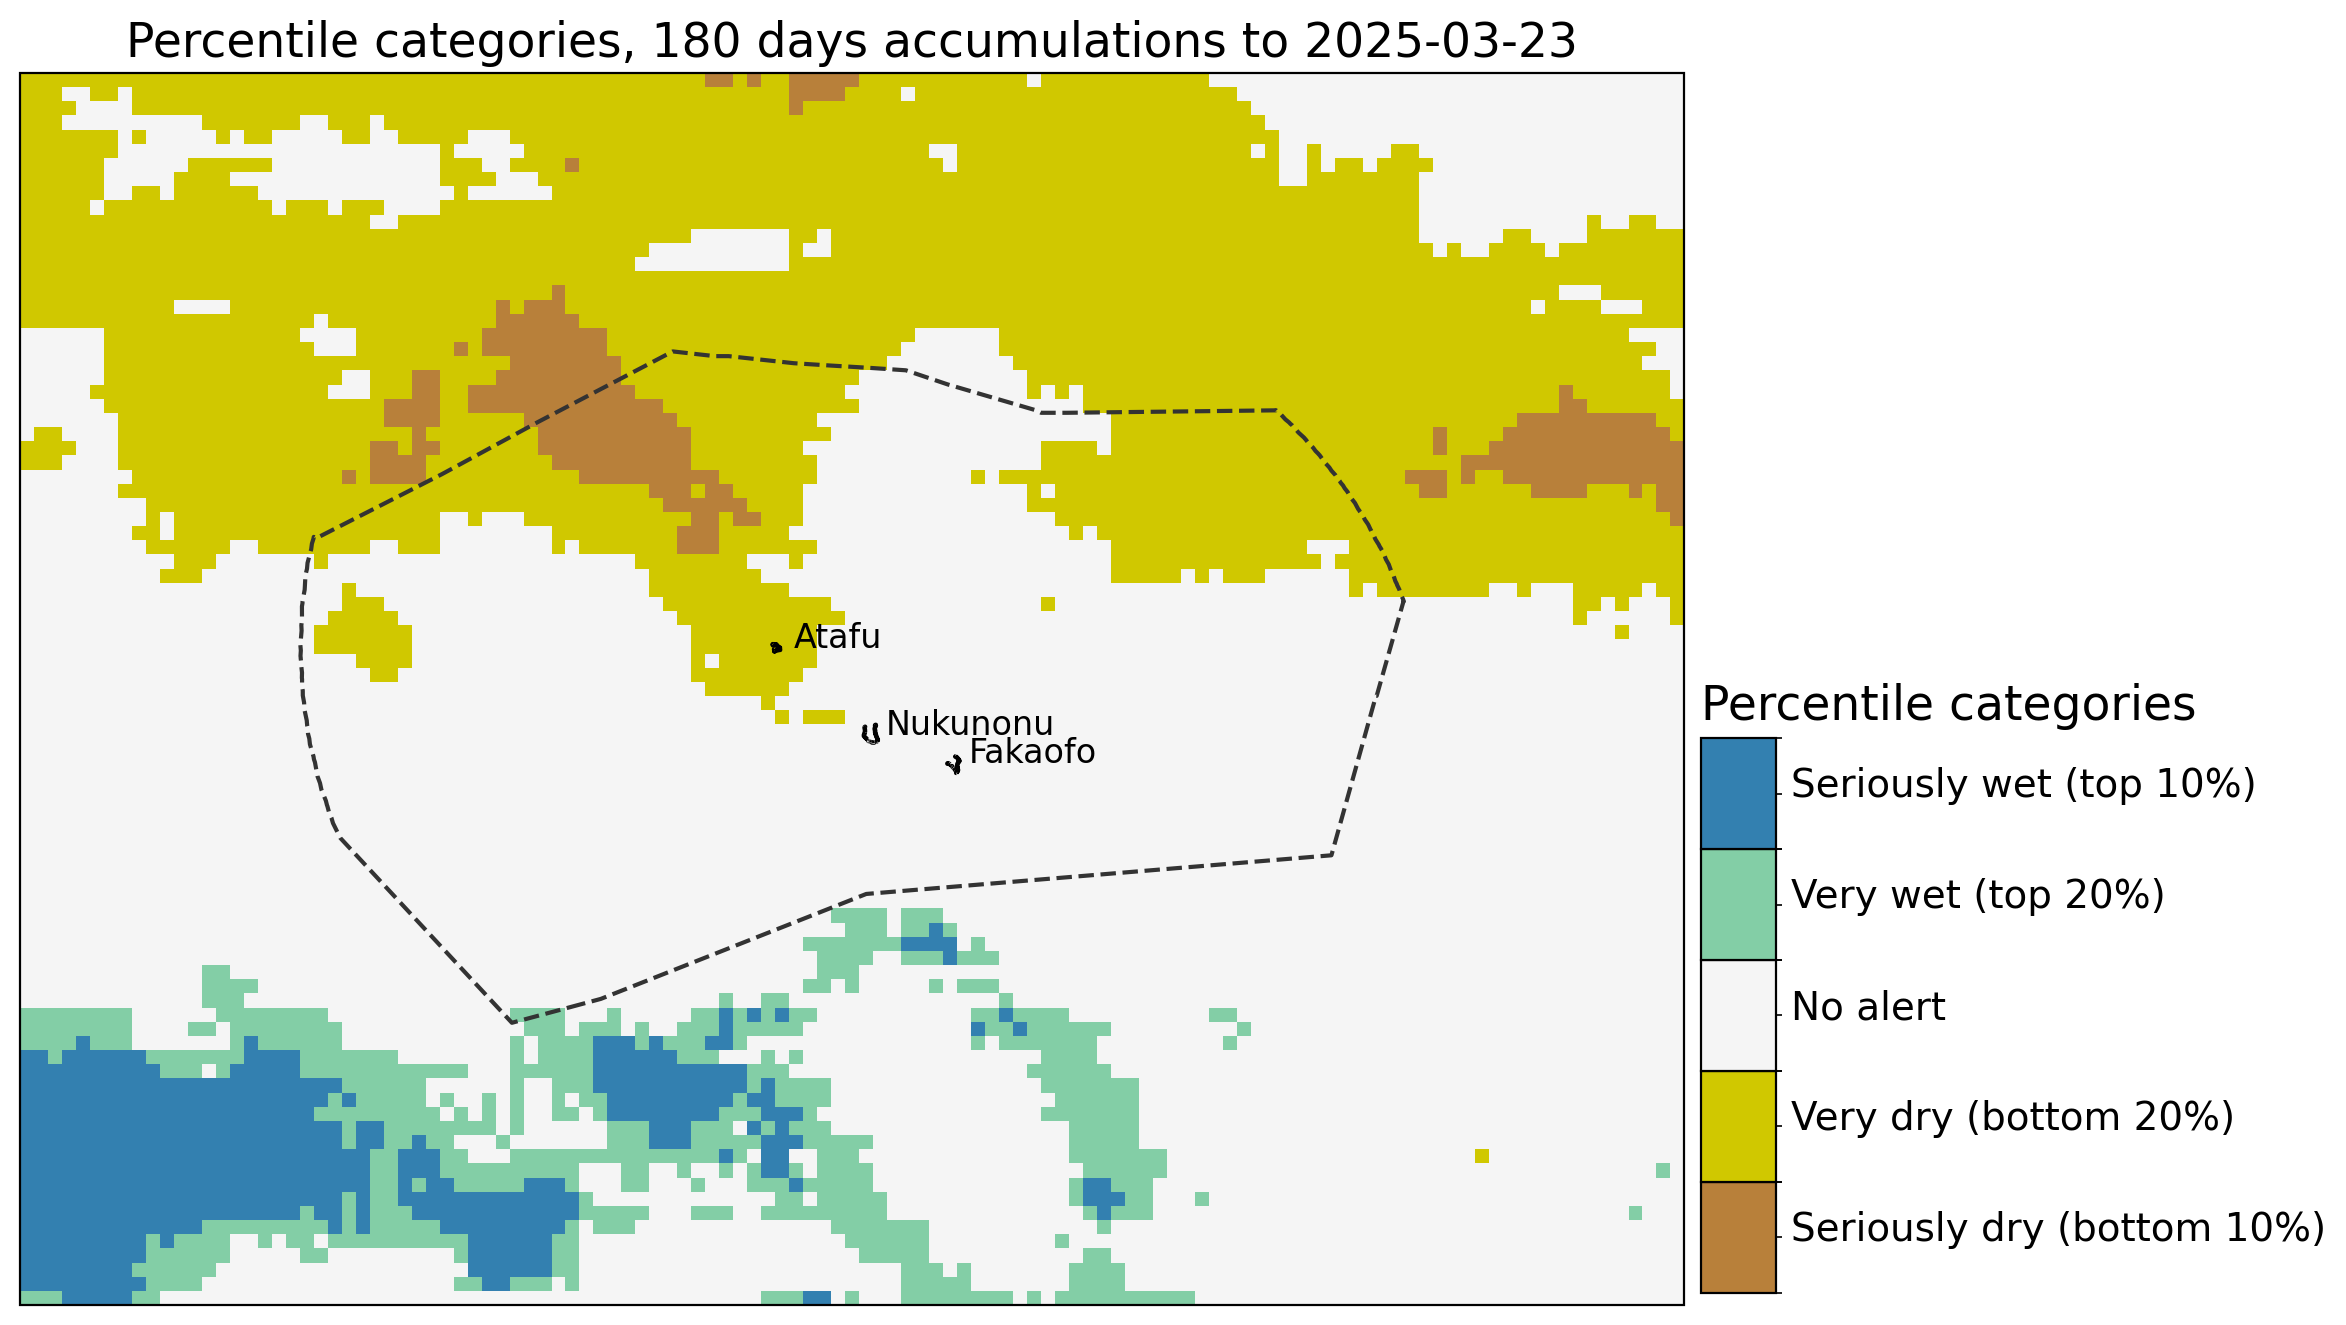 Percentile categories, 180 days accumulations to 2025-03-23
Atafu
Nukunonu
Fakaofo
Percentile categories
Seriously wet (top 10%)
Very wet (top 20%)
No alert
Very dry (bottom 20%)
Seriously dry (bottom 10%)